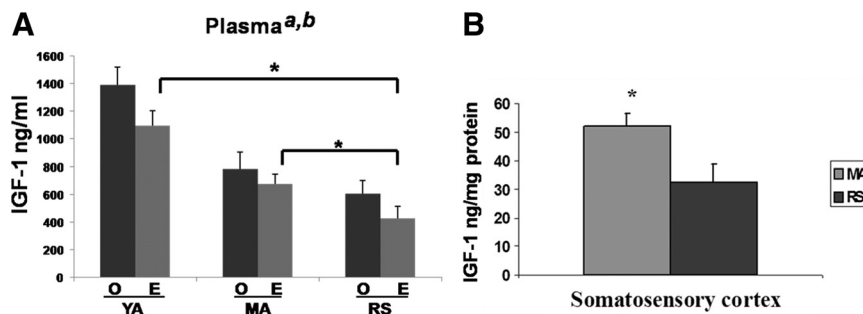 A
Plasma a,b
IGF-1 ng/ml
1600
1400
1200
1000
800
600
400
200
0
*
*
O E O E O E
YA MA RS
B
IGF-1 ng/mg protein
60
50
40
30
20
10
0
*
Somatosensory cortex
MA
RS